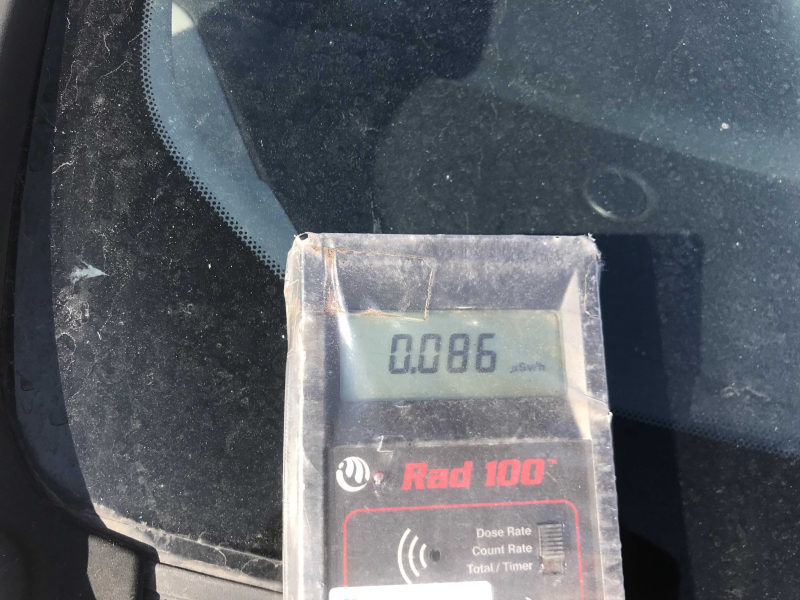 0.086 µSv/h
Rad 100™
Dose Rate
Count Rate
Total / Timer